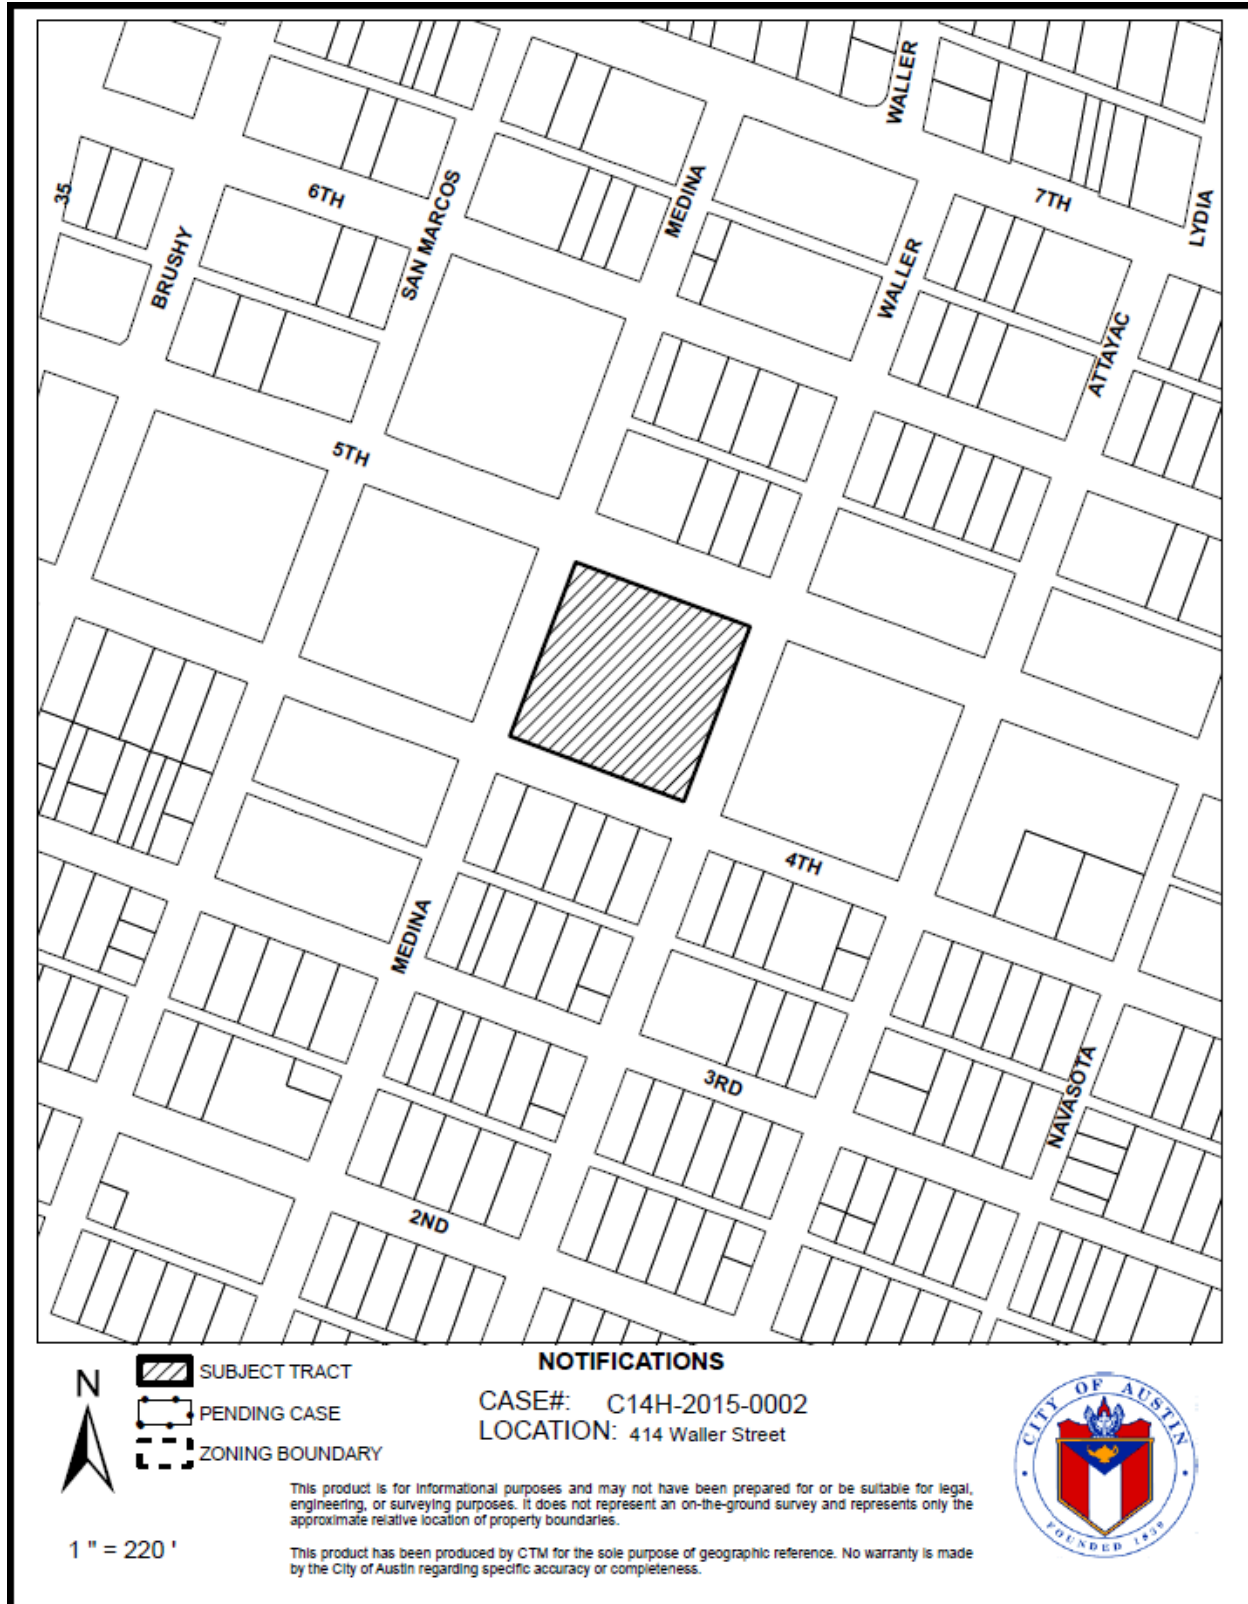 WALLER
6TH
35
SAN MARCOS
MEDINA
7TH
LYDIA
BRUSHY
WALLER
ATTAYAC
5TH
4TH
MEDINA
3RD
NAVASOTA
2ND
N
SUBJECT TRACT
PENDING CASE
ZONING BOUNDARY
1 " = 220 '
NOTIFICATIONS
CASE#: C14H-2015-0002
LOCATION: 414 Waller Street
This product is for informational purposes and may not have been prepared for or be suitable for legal,
engineering, or surveying purposes. It does not represent an on-the-ground survey and represents only the
approximate relative location of property boundaries.
This product has been produced by CTM for the sole purpose of geographic reference. No warranty is made
by the City of Austin regarding specific accuracy or completeness.
CITY OF AUSTIN
FOUNDED 1839